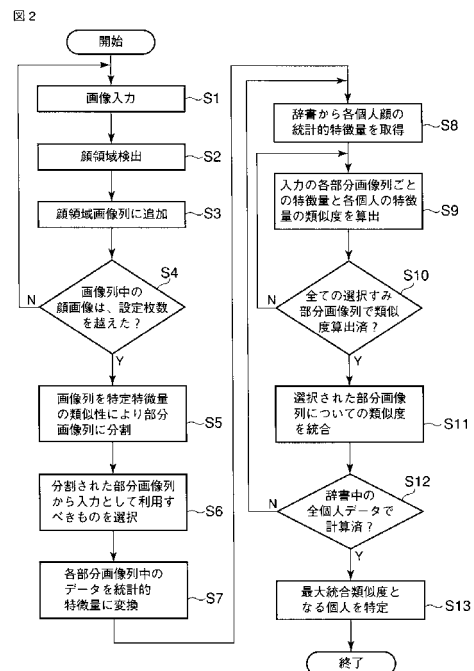 図２
開始
画像入力
S1
顔領域検出
S2
顔領域画像列に追加
S3
S4
画像列中の
顔画像は、設定枚数
を越えた？
N
Y
画像列を特定特徴量
の類似性により部分
画像列に分割
S5
分割された部分画像列
から入力として利用す
べきものを選択
S6
各部分画像列中の
データを統計的
特徴量に変換
S7
辞書から各個人顔の
統計的特徴量を取得
S8
入力の各部分画像列ごと
の特徴量と各個人の特徴
量の類似度を算出
S9
S10
全ての選択すみ
部分画像列で類似
度算出済？
N
Y
選択された部分画像
列についての類似度
を統合
S11
S12
辞書中の
全個人データで
計算済？
N
Y
最大統合類似度と
なる個人を特定
S13
終了